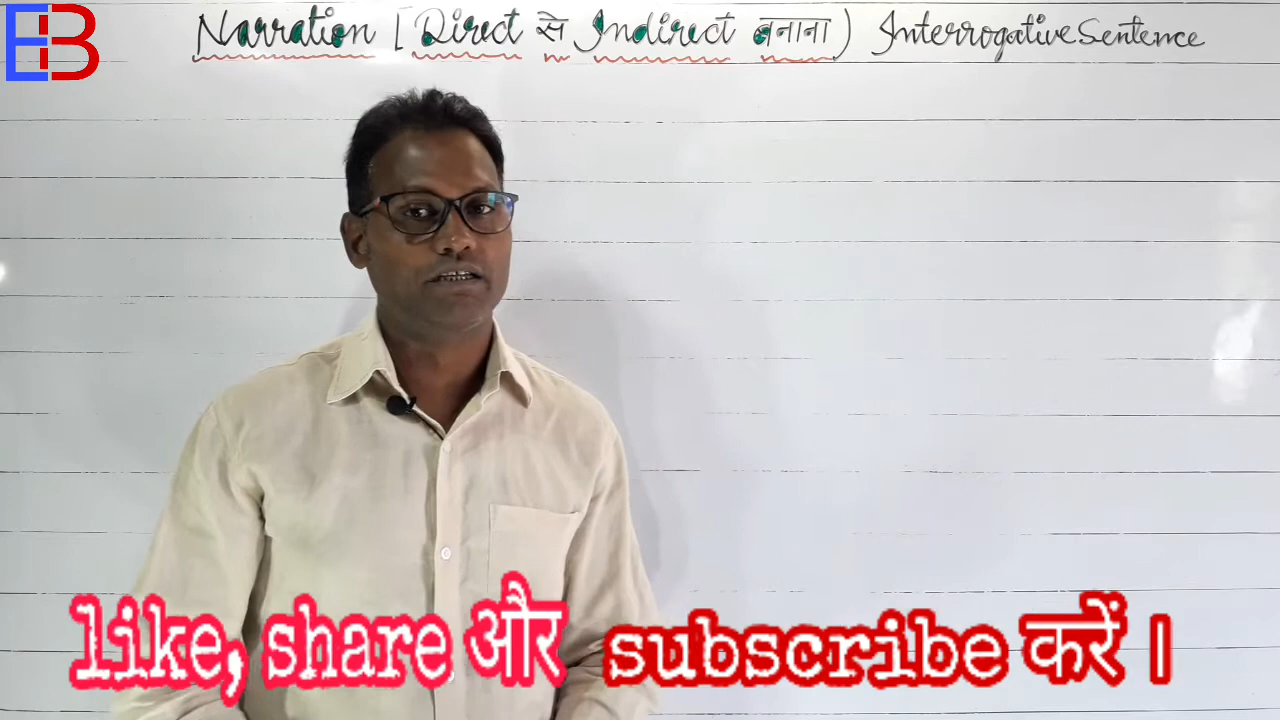 EB
Narration [Direct से Indirect बनाना) Interrogative Sentence
like, share और subscribe करें।